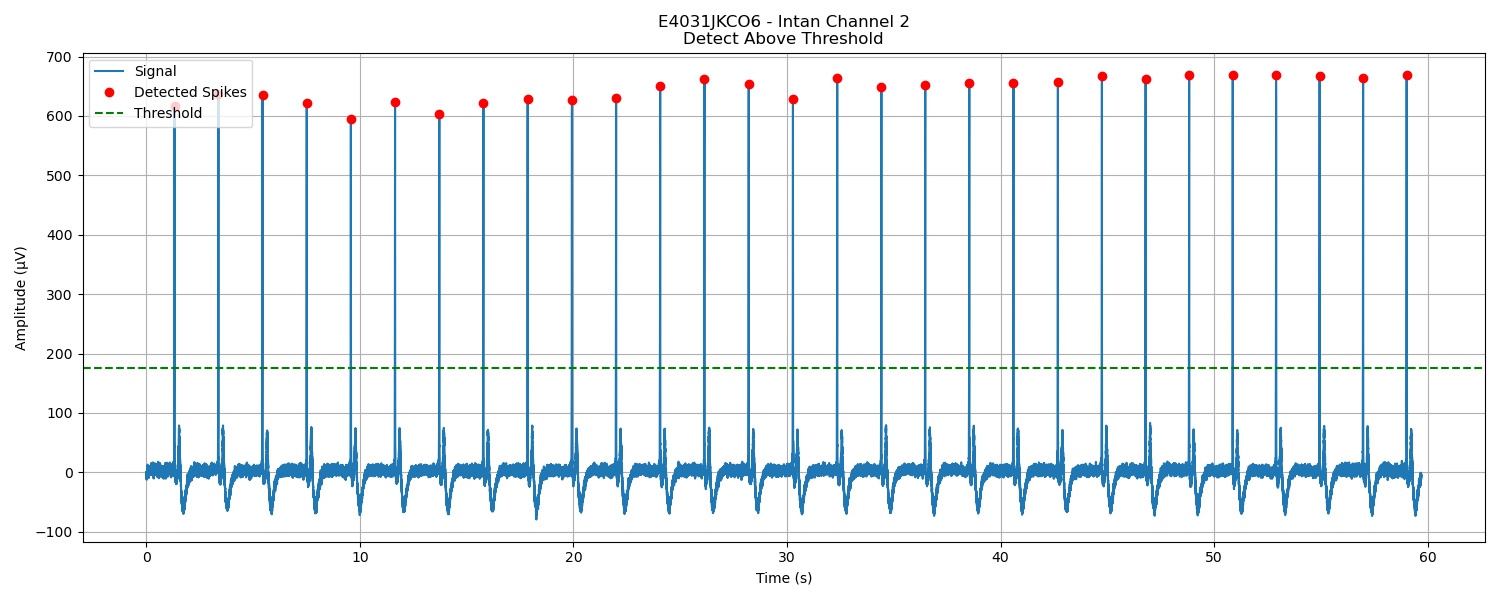 E4031JKCO6 - Intan Channel 2
Detect Above Threshold
Signal
Detected Spikes
Threshold
Amplitude (µV)
700
600
500
400
300
200
100
0
−100
0
10
20
30
40
50
60
Time (s)